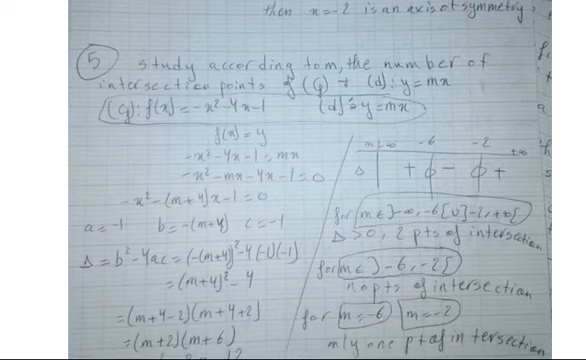 then x=-2 is an axis of symmetry.
5 study according to m, the number of
intersection points of (Cf) & (d): y=mx
(Cf): f(x) = -x²-4x-1 (d): y=mx
f(x) = y
-x²-4x-1 = mx
-x²-mx-4x-1=0
-x²-(m+4)x-1=0
a=-1 b=-(m+4) c=-1
Δ = b²-4ac = (-(m+4))²-4(-1)(-1)
= (m+4)²-4
= (m+4-2)(m+4+2)
= (m+2)(m+6)
m -∞ -6 -2 +∞
Δ + 0 - 0 +
for m∈]-∞,-6[∪]-2,+∞[
Δ>0, 2 pts of intersection
for m∈]-6,-2[
no pts of intersection
for m=-6 m=-2
only one pt of intersection